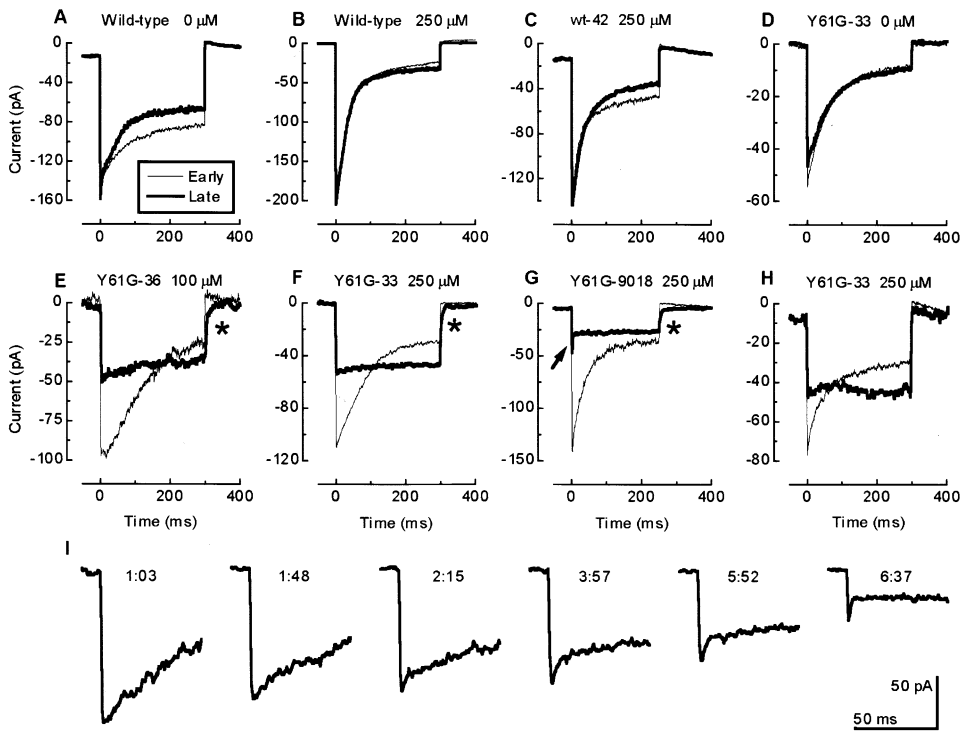 A Wild-type 0 µM
B Wild-type 250 µM
C wt-42 250 µM
D Y61G-33 0 µM
Current (pA)
0
-40
-80
-120
-160
0
-50
-100
-150
-200
0
-40
-80
-120
0
-20
-40
-60
Early
Late
0 200 400
0 200 400
0 200 400
0 200 400
E Y61G-36 100 µM
F Y61G-33 250 µM
G Y61G-9018 250 µM
H Y61G-33 250 µM
Current (pA)
0
-25
-50
-75
-100
*
0
-40
-80
-120
*
0
-50
-100
-150
*
0
-20
-40
-60
-80
0 200 400
0 200 400
0 200 400
0 200 400
Time (ms)
Time (ms)
Time (ms)
Time (ms)
I
1:03
1:48
2:15
3:57
5:52
6:37
50 pA
50 ms